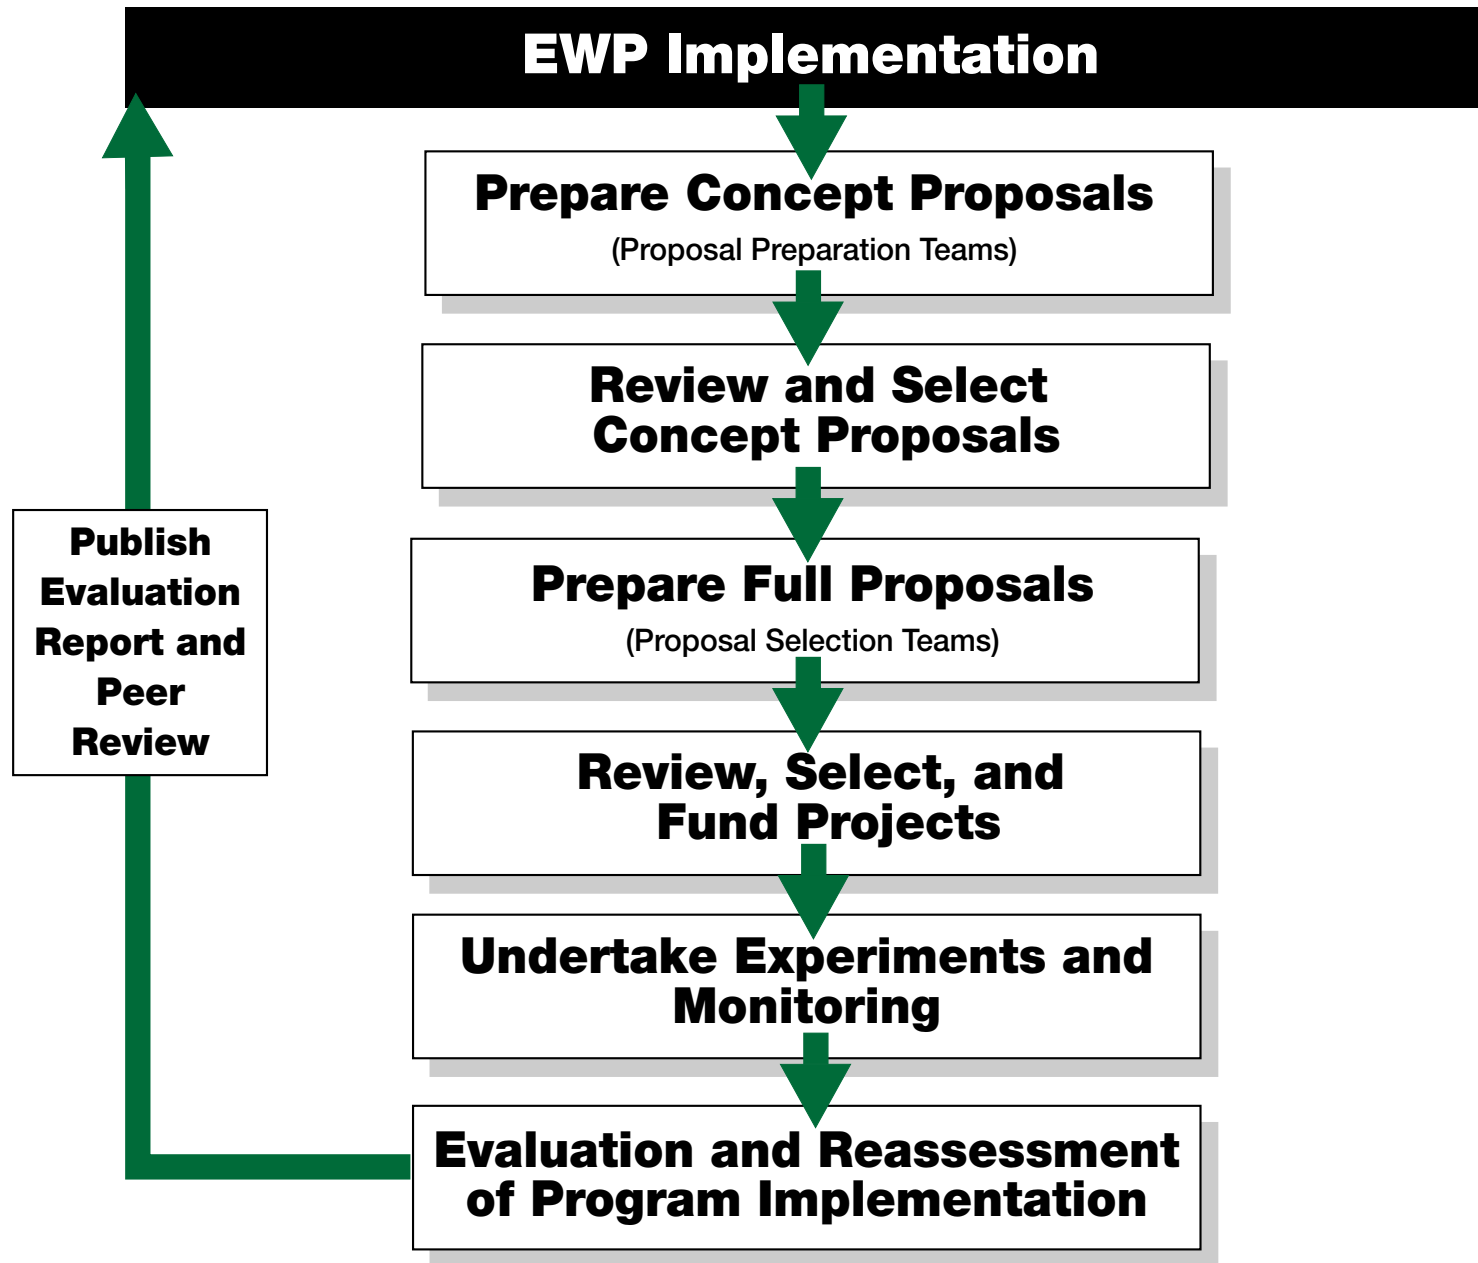 EWP Implementation
Prepare Concept Proposals
(Proposal Preparation Teams)
Review and Select
Concept Proposals
Prepare Full Proposals
(Proposal Selection Teams)
Review, Select, and
Fund Projects
Undertake Experiments and
Monitoring
Evaluation and Reassessment
of Program Implementation
Publish
Evaluation
Report and
Peer
Review